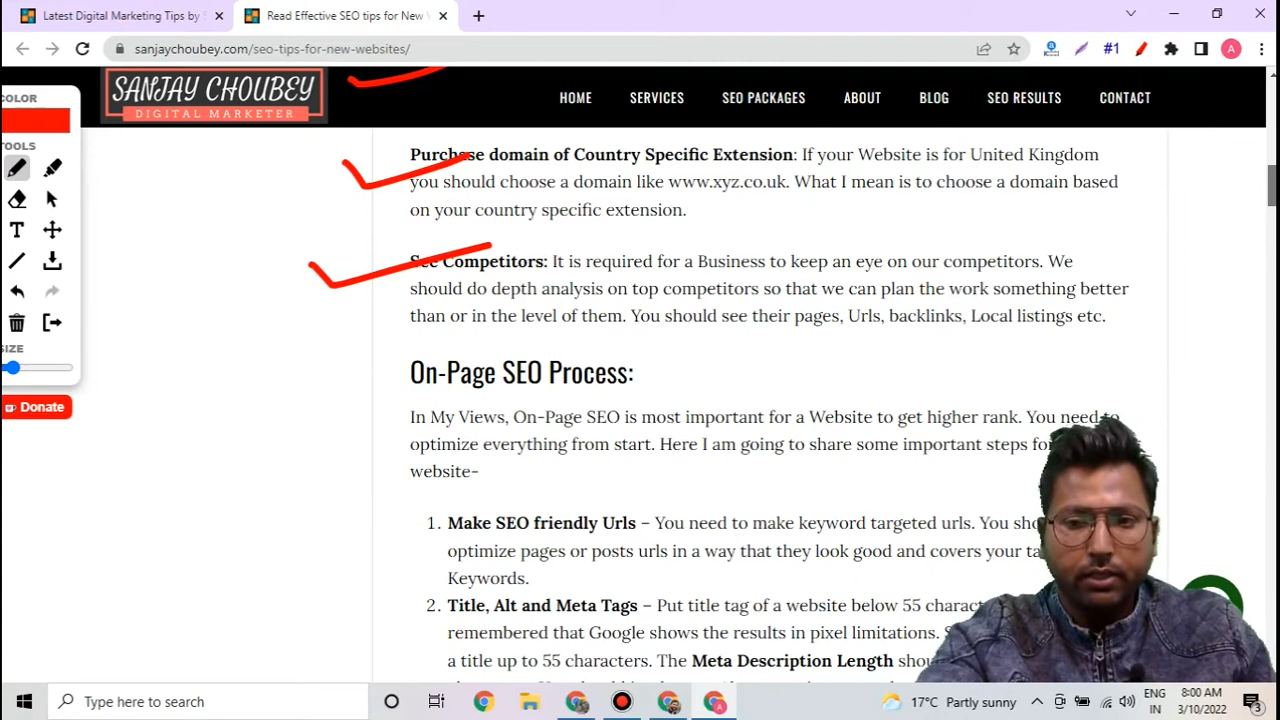 Latest Digital Marketing Tips by S
Read Effective SEO tips for New W
sanjaychoubey.com/seo-tips-for-new-websites/
#1
A
SANJAY CHOUBEY
DIGITAL MARKETER
HOME SERVICES SEO PACKAGES ABOUT BLOG SEO RESULTS CONTACT
COLOR
TOOLS
T
SIZE
Donate
Purchase domain of Country Specific Extension: If your Website is for United Kingdom
you should choose a domain like www.xyz.co.uk. What I mean is to choose a domain based
on your country specific extension.
See Competitors: It is required for a Business to keep an eye on our competitors. We
should do depth analysis on top competitors so that we can plan the work something better
than or in the level of them. You should see their pages, Urls, backlinks, Local listings etc.
On-Page SEO Process:
In My Views, On-Page SEO is most important for a Website to get higher rank. You need to
optimize everything from start. Here I am going to share some important steps for
website-
1. Make SEO friendly Urls – You need to make keyword targeted urls. You
optimize pages or posts urls in a way that they look good and covers your
Keywords.
2. Title, Alt and Meta Tags – Put title tag of a website below 55
remembered that Google shows the results in pixel limitations.
a title up to 55 characters. The Meta Description Length
Type here to search
17°C Partly sunny
ENG
IN
8:00 AM
3/10/2022
3